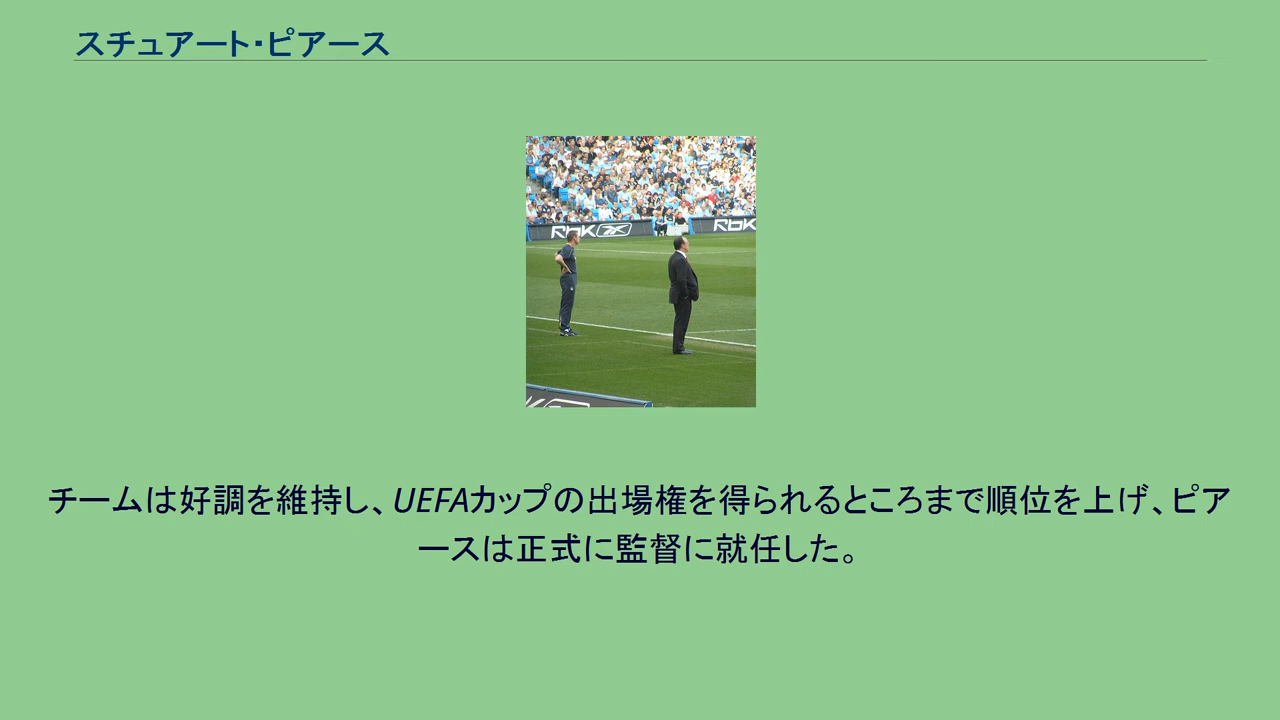 スチュアート・ピアース
RbK
RbK
チームは好調を維持し、UEFAカップの出場権を得られるところまで順位を上げ、ピア
ースは正式に監督に就任した。